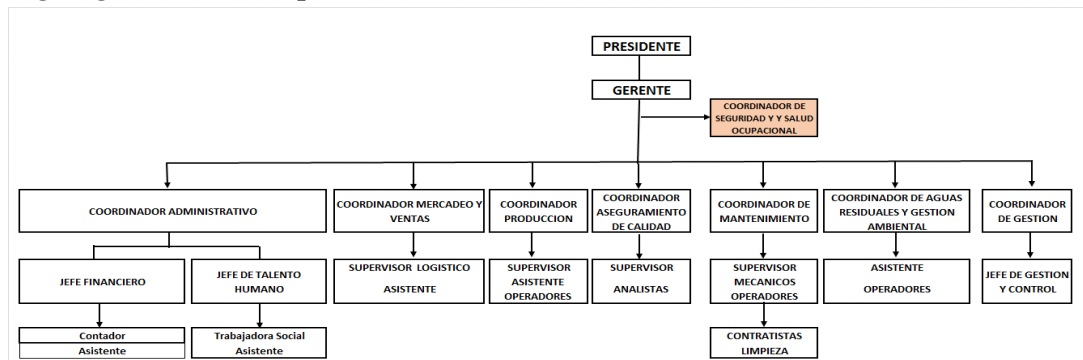 PRESIDENTE
GERENTE
COORDINADOR DE
SEGURIDAD Y Y SALUD
OCUPACIONAL
COORDINADOR ADMINISTRATIVO
COORDINADOR MERCADEO Y
VENTAS
COORDINADOR
PRODUCCION
COORDINADOR
ASEGURAMIENTO
DE CALIDAD
COORDINADOR DE
MANTENIMIENTO
COORDINADOR DE AGUAS
RESIDUALES Y GESTION
AMBIENTAL
COORDINADOR
DE GESTION
JEFE FINANCIERO
JEFE DE TALENTO
HUMANO
SUPERVISOR LOGISTICO
ASISTENTE
SUPERVISOR
ASISTENTE
OPERADORES
SUPERVISOR
ANALISTAS
SUPERVISOR
MECANICOS
OPERADORES
ASISTENTE
OPERADORES
JEFE DE GESTION
Y CONTROL
Contador
Asistente
Trabajadora Social
Asistente
CONTRATISTAS
LIMPIEZA